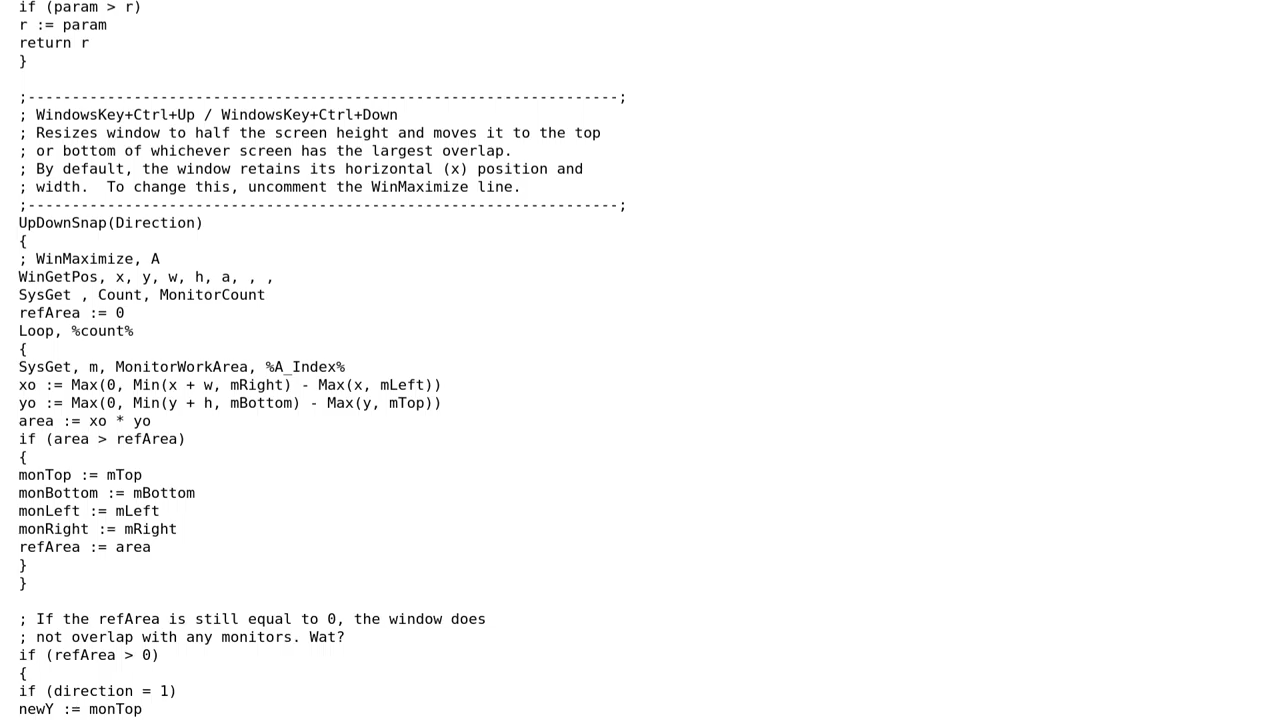 if (param > r)
r := param
return r
}
;-------------------------------------------------------------------;
; WindowsKey+Ctrl+Up / WindowsKey+Ctrl+Down
; Resizes window to half the screen height and moves it to the top
; or bottom of whichever screen has the largest overlap.
; By default, the window retains its horizontal (x) position and
; width.  To change this, uncomment the WinMaximize line.
;-------------------------------------------------------------------;
UpDownSnap(Direction)
{
; WinMaximize, A
WinGetPos, x, y, w, h, a, , ,
SysGet , Count, MonitorCount
refArea := 0
Loop, %count%
{
SysGet, m, MonitorWorkArea, %A_Index%
xo := Max(0, Min(x + w, mRight) - Max(x, mLeft))
yo := Max(0, Min(y + h, mBottom) - Max(y, mTop))
area := xo * yo
if (area > refArea)
{
monTop := mTop
monBottom := mBottom
monLeft := mLeft
monRight := mRight
refArea := area
}
}
; If the refArea is still equal to 0, the window does
; not overlap with any monitors. Wat?
if (refArea > 0)
{
if (direction = 1)
newY := monTop